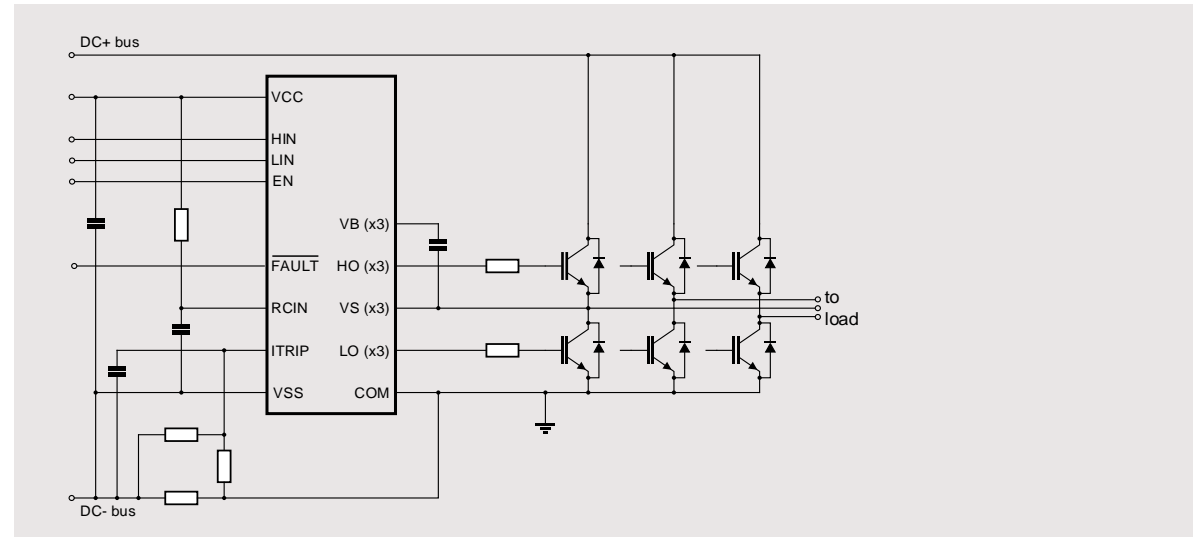 DC+ bus
VCC
HIN
LIN
EN
VB (x3)
FAULT HO (x3)
to
RCIN VS (x3)
load
ITRIP LO (x3)
VSS COM
DC- bus